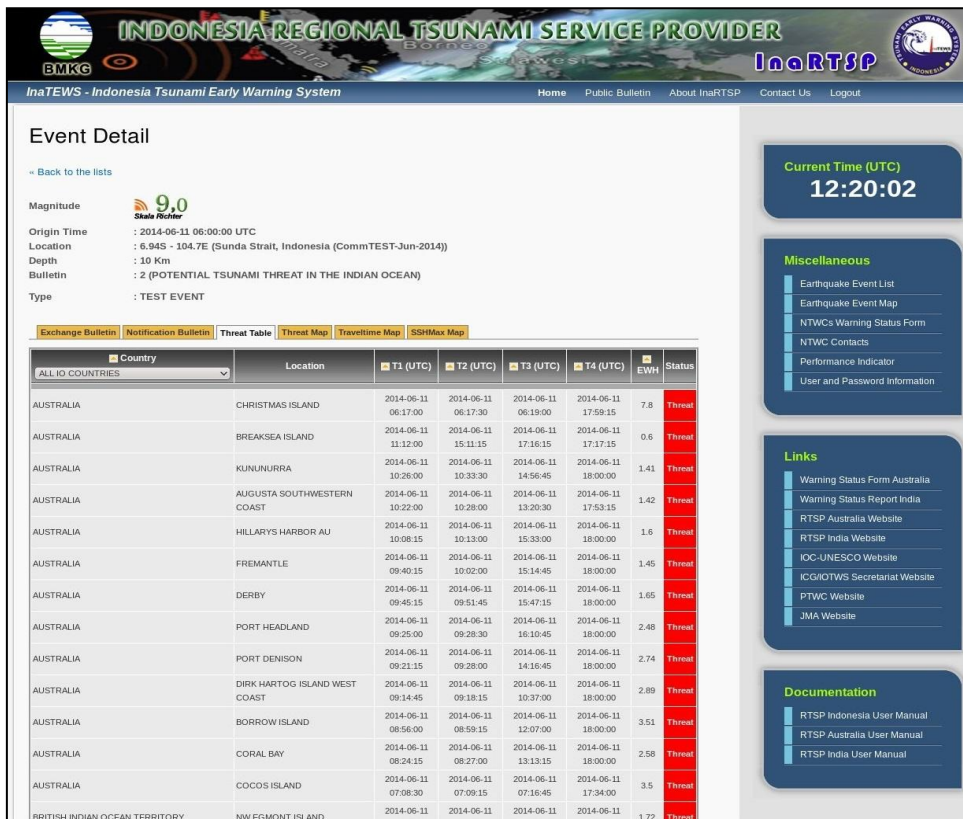 INDONESIA REGIONAL TSUNAMI SERVICE PROVIDER
Borneo
BMKG
InaRTSP
TSUNAMI EARLY WARNING SYSTEM
INDONESIA
InaTEWS - Indonesia Tsunami Early Warning System
Home Public Bulletin About InaRTSP Contact Us Logout
Event Detail
« Back to the lists
Magnitude 9,0
Skala Richter
Origin Time : 2014-06-11 06:00:00 UTC
Location : 6.94S - 104.7E (Sunda Strait, Indonesia (CommTEST-Jun-2014))
Depth : 10 Km
Bulletin : 2 (POTENTIAL TSUNAMI THREAT IN THE INDIAN OCEAN)
Type : TEST EVENT
Exchange Bulletin Notification Bulletin Threat Table Threat Map Traveltime Map SSHMax Map
Country Location T1 (UTC) T2 (UTC) T3 (UTC) T4 (UTC) EWH Status
ALL IO COUNTRIES
AUSTRALIA CHRISTMAS ISLAND 2014-06-11 06:17:00 2014-06-11 06:17:30 2014-06-11 06:19:00 2014-06-11 17:59:15 7.8 Threat
AUSTRALIA BREAKSEA ISLAND 2014-06-11 11:12:00 2014-06-11 15:11:15 2014-06-11 17:16:15 2014-06-11 17:17:15 0.6 Threat
AUSTRALIA KUNUNURRA 2014-06-11 10:26:00 2014-06-11 10:33:30 2014-06-11 14:56:45 2014-06-11 18:00:00 1.41 Threat
AUSTRALIA AUGUSTA SOUTHWESTERN COAST 2014-06-11 10:22:00 2014-06-11 10:28:00 2014-06-11 13:20:30 2014-06-11 17:53:15 1.42 Threat
AUSTRALIA HILLARYS HARBOR AU 2014-06-11 10:08:15 2014-06-11 10:13:00 2014-06-11 15:33:00 2014-06-11 18:00:00 1.6 Threat
AUSTRALIA FREMANTLE 2014-06-11 09:40:15 2014-06-11 10:02:00 2014-06-11 15:14:45 2014-06-11 18:00:00 1.45 Threat
AUSTRALIA DERBY 2014-06-11 09:45:15 2014-06-11 09:51:45 2014-06-11 15:47:15 2014-06-11 18:00:00 1.65 Threat
AUSTRALIA PORT HEADLAND 2014-06-11 09:25:00 2014-06-11 09:28:30 2014-06-11 16:10:45 2014-06-11 18:00:00 2.48 Threat
AUSTRALIA PORT DENISON 2014-06-11 09:21:15 2014-06-11 09:28:00 2014-06-11 14:16:45 2014-06-11 18:00:00 2.74 Threat
AUSTRALIA DIRK HARTOG ISLAND WEST COAST 2014-06-11 09:14:45 2014-06-11 09:18:15 2014-06-11 10:37:00 2014-06-11 18:00:00 2.89 Threat
AUSTRALIA BORROW ISLAND 2014-06-11 08:56:00 2014-06-11 08:59:15 2014-06-11 12:07:00 2014-06-11 18:00:00 3.51 Threat
AUSTRALIA CORAL BAY 2014-06-11 08:24:15 2014-06-11 08:27:00 2014-06-11 13:13:15 2014-06-11 18:00:00 2.58 Threat
AUSTRALIA COCOS ISLAND 2014-06-11 07:08:30 2014-06-11 07:09:15 2014-06-11 07:16:45 2014-06-11 17:34:00 3.5 Threat
BRITISH INDIAN OCEAN TERRITORY NW EGMONT ISLAND 2014-06-11 2014-06-11 2014-06-11 2014-06-11 1.72 Threat
Current Time (UTC)
12:20:02
Miscellaneous
Earthquake Event List
Earthquake Event Map
NTWCs Warning Status Form
NTWC Contacts
Performance Indicator
User and Password Information
Links
Warning Status Form Australia
Warning Status Report India
RTSP Australia Website
RTSP India Website
IOC-UNESCO Website
ICG/IOTWS Secretariat Website
PTWC Website
JMA Website
Documentation
RTSP Indonesia User Manual
RTSP Australia User Manual
RTSP India User Manual